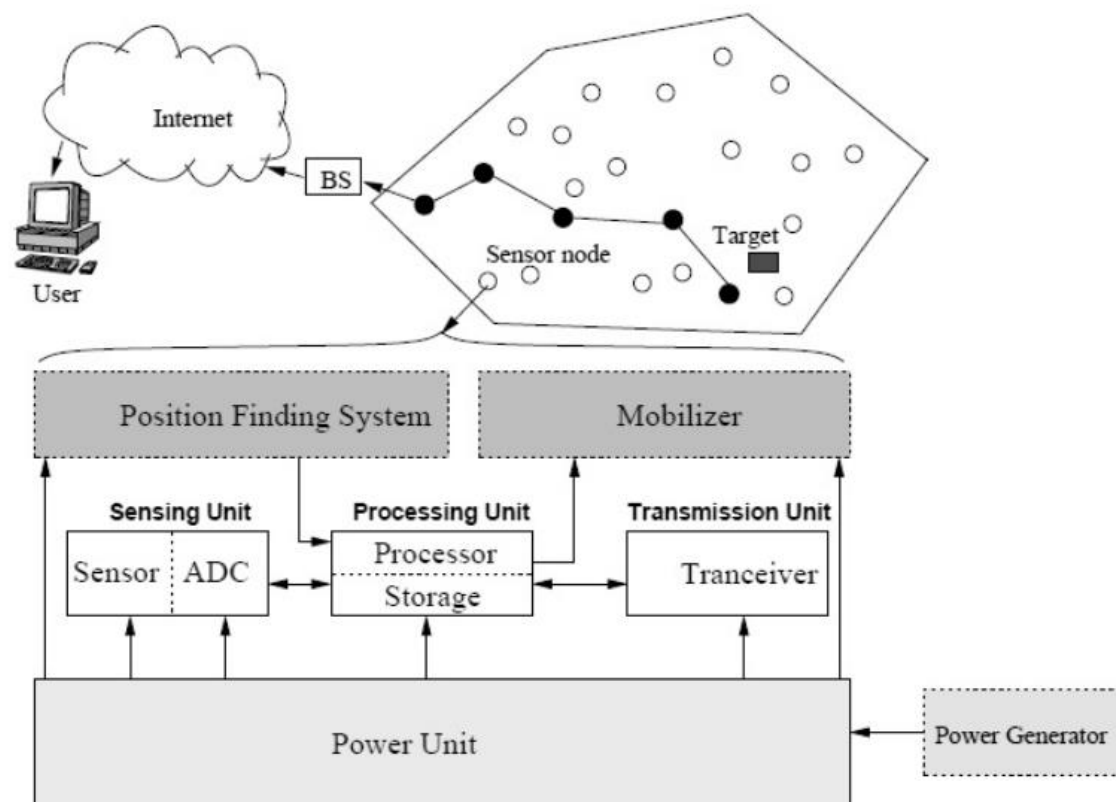 Internet
BS
Target
Sensor node
User
Position Finding System
Mobilizer
Sensing Unit
Processing Unit
Transmission Unit
Sensor
ADC
Processor
Storage
Tranceiver
Power Unit
Power Generator